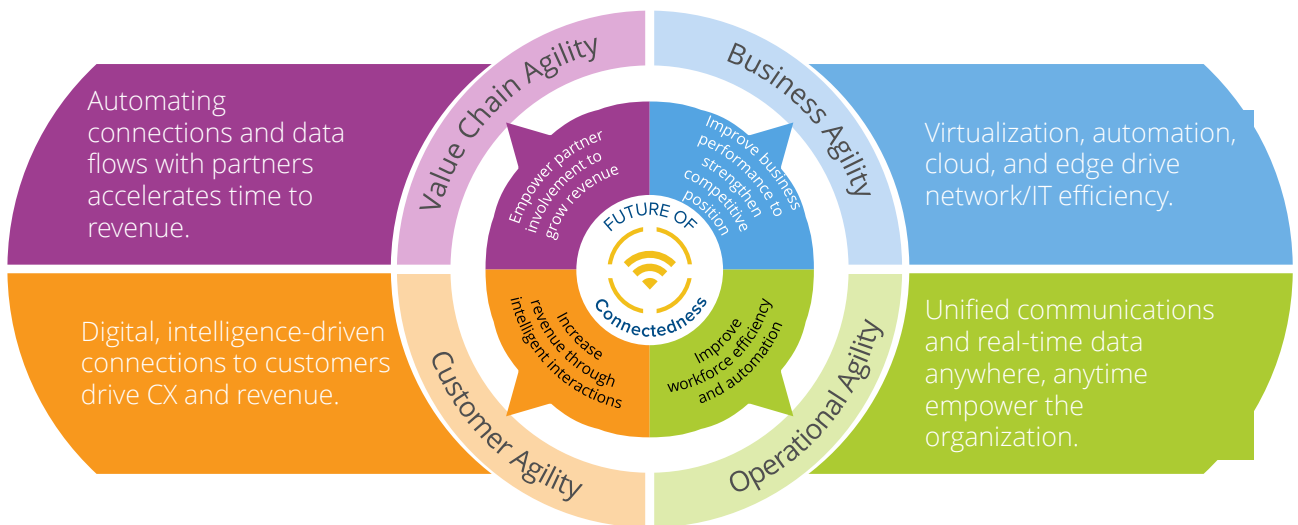 Automating
connections and data
flows with partners
accelerates time to
revenue.
Value Chain Agility
Empower partner
involvement to
grow revenue
Business Agility
Improve business
performance to
strengthen
competitive
position
Virtualization, automation,
cloud, and edge drive
network/IT efficiency.
FUTURE OF
Connectedness
Digital, intelligence-driven
connections to customers
drive CX and revenue.
Customer Agility
Increase
revenue through
intelligent interactions
Improve
workforce efficiency
and automation
Operational Agility
Unified communications
and real-time data
anywhere, anytime
empower the
organization.